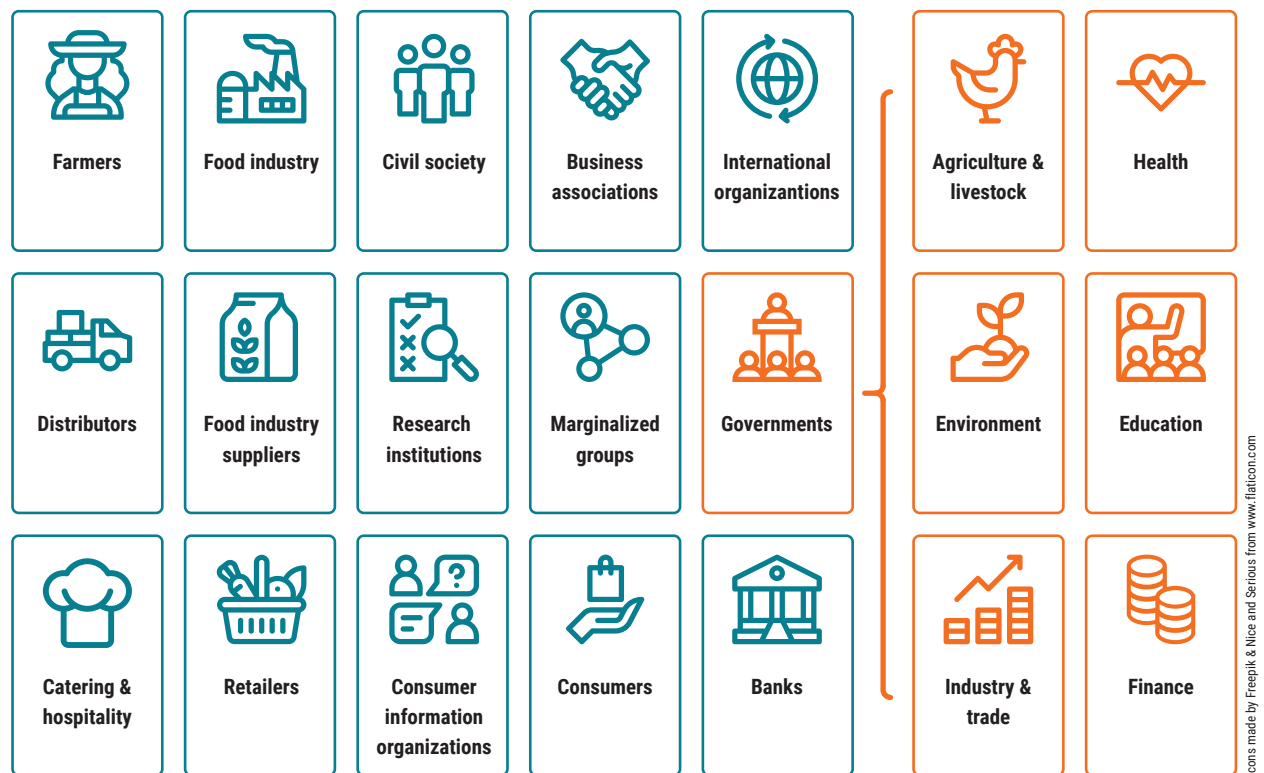 Farmers
Food industry
Civil society
Business
associations
International
organizantions
Agriculture &
livestock
Health
Distributors
Food industry
suppliers
Research
institutions
Marginalized
groups
Governments
Environment
Education
Catering &
hospitality
Retailers
Consumer
information
organizations
Consumers
Banks
Industry &
trade
Finance
cons made by Freepik & Nice and Serious from www.flaticon.com